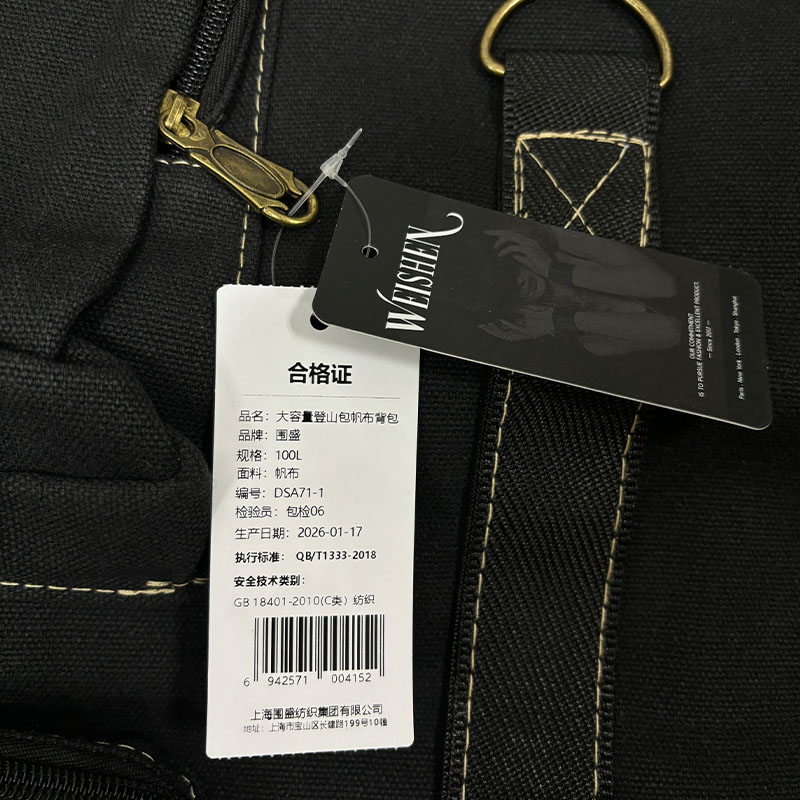 WEISHEN
OUR COMMITMENT
IS TO PURSUE FASHION & EXCELLENT PRODUCT.
— Since 2013 —
Paris · New York · London · Tokyo · Shanghai
合格证
品名：大容量登山包帆布背包
品牌：围盛
规格：100L
面料：帆布
编号：DSA71-1
检验员：包检06
生产日期：2026-01-17
执行标准： QB/T1333-2018
安全技术类别：
GB 18401-2010(C类）纺织
6 942571 004152
上海围盛纺织集团有限公司
地址：上海市宝山区长建路199号10幢